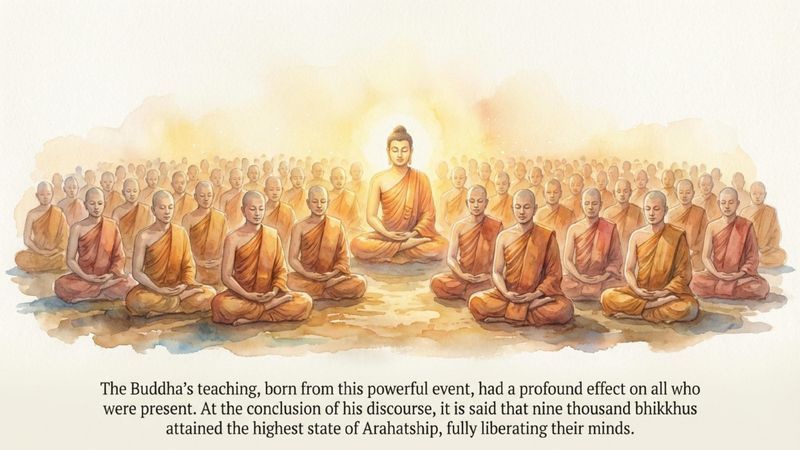 The Buddha’s teaching, born from this powerful event, had a profound effect on all who
were present. At the conclusion of his discourse, it is said that nine thousand bhikkhus
attained the highest state of Arahatship, fully liberating their minds.